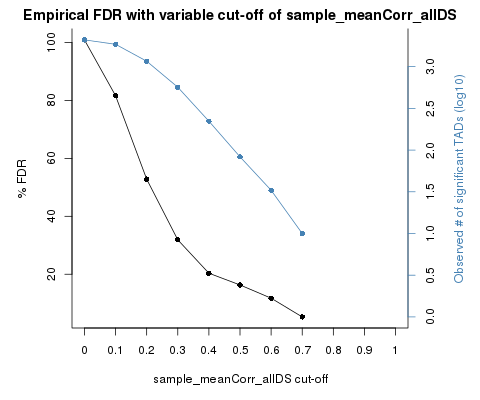 Empirical FDR with variable cut-off of sample_meanCorr_allDS
% FDR
100
80
60
40
20
3.0
2.5
2.0
1.5
1.0
0.5
0.0
Observed # of significant TADs (log10)
0 0.1 0.2 0.3 0.4 0.5 0.6 0.7 0.8 0.9 1
sample_meanCorr_allDS cut-off